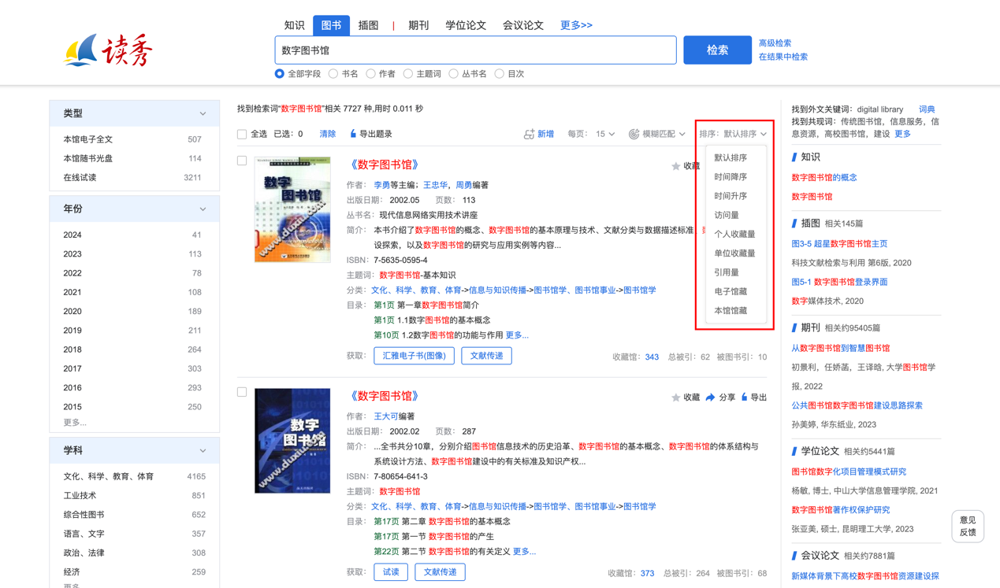 读秀
知识 图书 插图 | 期刊 学位论文 会议论文 更多>>
数字图书馆
检索
高级检索
在结果中检索
全部字段 书名 作者 主题词 丛书名 目次
类型
本馆电子全文 507
本馆随书光盘 114
在线试读 3211
年份
2024 41
2023 113
2022 78
2021 108
2020 189
2019 211
2018 264
2017 303
2016 293
2015 250
更多...
学科
文化、科学、教育、体育 4165
工业技术 851
综合性图书 652
语言、文字 357
政治、法律 308
经济 259
更多
找到检索词"数字图书馆"相关 7727 种,用时 0.011 秒
全选 已选：0 清除 导出题录 新增 每页： 15 模糊匹配 排序：默认排序
默认排序
时间降序
时间升序
访问量
个人收藏量
单位收藏量
引用量
电子馆藏
本馆馆藏
数字
图书馆
www.duxiu.com
《数字图书馆》
收藏
作者： 李勇等主编；王忠华，周勇编著
出版日期： 2002.05 页数： 113
丛书名：现代信息网络实用技术讲座
简介： 本书介绍了数字图书馆的概念、数字图书馆的基本原理与技术、文献分类与数据描述标准、
设探索，以及数字图书馆的研究与应用实例等内容...
ISBN：7-5635-0595-4
主题词：数字图书馆-基本知识
分类：文化、科学、教育、体育->信息与知识传播->图书馆学、图书馆事业->图书馆学
目录： 第1页 第一章数字图书馆简介
第1页 1.1数字图书馆的基本概念
第10页 1.2数字图书馆的功能与作用 更多...
获取： 汇雅电子书(图像) 文献传递
收藏馆：343 总被引：62 被图书引：10
数字
图书馆
www.duxiu.com
《数字图书馆》
收藏 分享 导出
作者： 王大可编著
出版日期： 2002.02 页数： 287
简介： ...全书共分10章，分别介绍图书馆信息技术的历史沿革、数字图书馆的基本概念、数字图书馆的体系结构与
系统设计方法、数字图书馆建设中的有关标准及知识产权...
ISBN：7-80654-641-3
主题词：数字图书馆
分类：文化、科学、教育、体育->信息与知识传播->图书馆学、图书馆事业->图书馆学
目录： 第17页 第二章 数字图书馆的基本概念
第17页 第一节 数字图书馆的产生
第22页 第二节 数字图书馆的有关定义 更多...
获取： 试读 文献传递
收藏馆：373 总被引：264 被图书引：68
找到外文关键词：digital library 词典
找到共现词：传统图书馆，信息服务，信
息资源，高校图书馆，建设 更多
知识
数字图书馆的概念
数字图书馆
插图 相关145篇
图3-5 超星数字图书馆主页
科技文献检索与利用 第6版, 2020
图5-1 数字图书馆登录界面
数字媒体技术, 2020
期刊 相关约95405篇
从数字图书馆到智慧图书馆
初景利，任娇菡，王译晗, 大学图书馆学
报, 2022
公共图书馆数字图书馆建设思路探索
孙美婷, 华东纸业, 2023
学位论文 相关约5441篇
图书馆数字化项目管理模式研究
杨敏, 博士, 中山大学信息管理学院, 2021
数字图书馆著作权保护研究
张亚美, 硕士, 昆明理工大学, 2023
会议论文 相关约7881篇
新媒体背景下高校数字图书馆资源建设探
意见
反馈